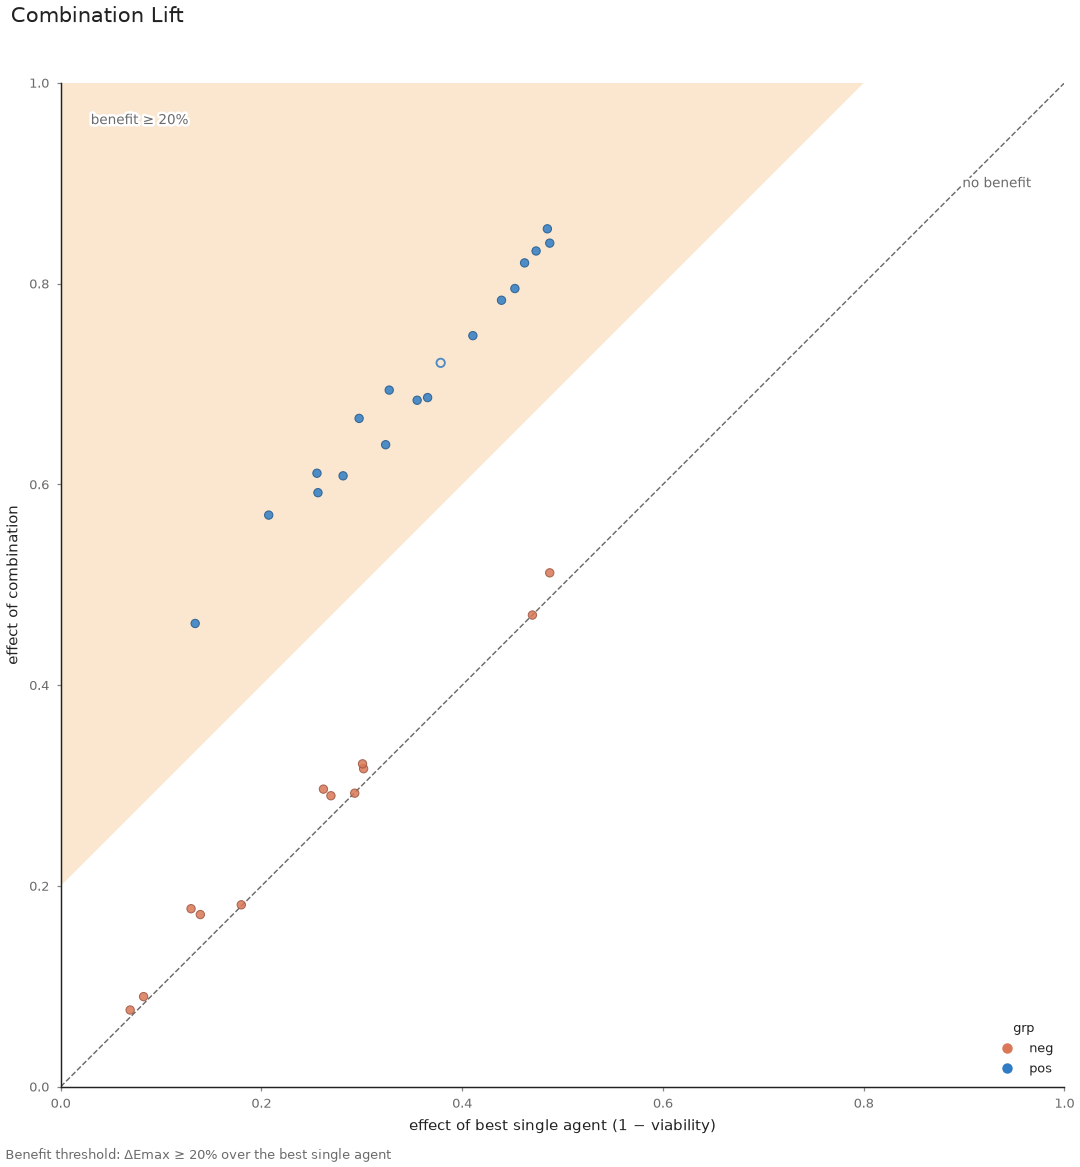 Combination Lift
1.0
0.8
0.6
0.4
0.2
0.0
effect of combination
benefit ≥ 20%
no benefit
grp
neg
pos
0.0 0.2 0.4 0.6 0.8 1.0
effect of best single agent (1 − viability)
Benefit threshold: ΔEmax ≥ 20% over the best single agent